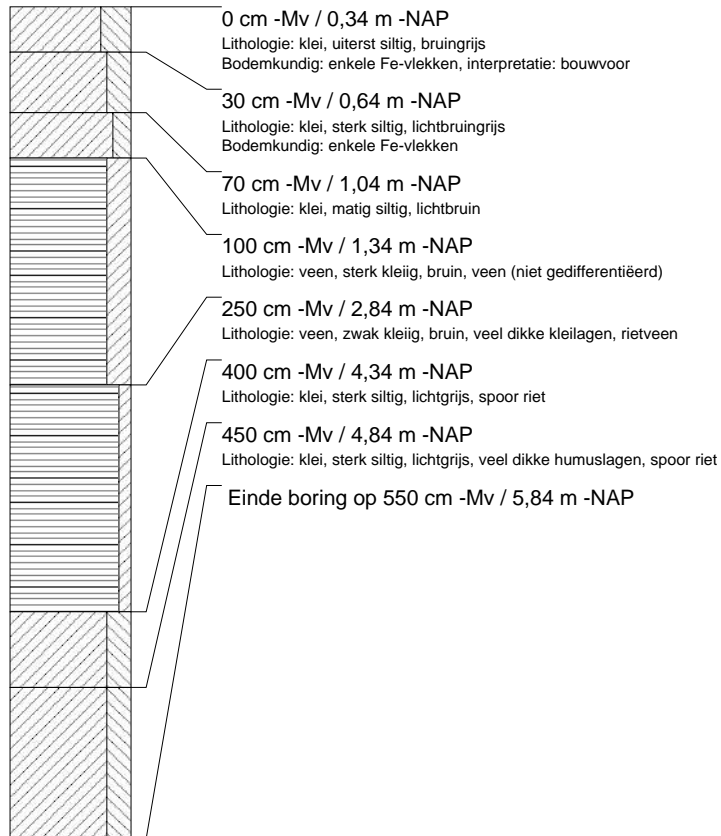 0 cm -Mv / 0,34 m -NAP
Lithologie: klei, uiterst siltig, bruingrijs
Bodemkundig: enkele Fe-vlekken, interpretatie: bouwvoor
30 cm -Mv / 0,64 m -NAP
Lithologie: klei, sterk siltig, lichtbruingrijs
Bodemkundig: enkele Fe-vlekken
70 cm -Mv / 1,04 m -NAP
Lithologie: klei, matig siltig, lichtbruin
100 cm -Mv / 1,34 m -NAP
Lithologie: veen, sterk kleiig, bruin, veen (niet gedifferentiëerd)
250 cm -Mv / 2,84 m -NAP
Lithologie: veen, zwak kleiig, bruin, veel dikke kleilagen, rietveen
400 cm -Mv / 4,34 m -NAP
Lithologie: klei, sterk siltig, lichtgrijs, spoor riet
450 cm -Mv / 4,84 m -NAP
Lithologie: klei, sterk siltig, lichtgrijs, veel dikke humuslagen, spoor riet
Einde boring op 550 cm -Mv / 5,84 m -NAP